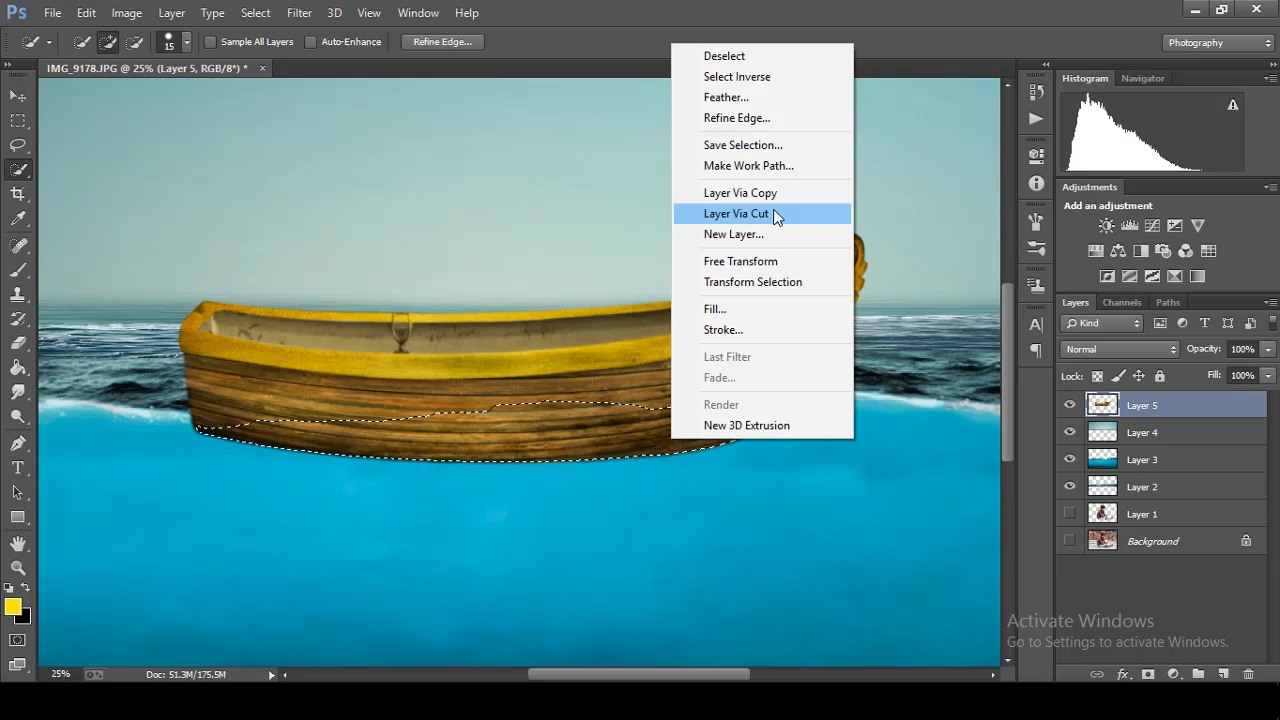 Ps File Edit Image Layer Type Select Filter 3D View Window Help
15 Sample All Layers Auto-Enhance Refine Edge... Photography
IMG_9178.JPG @ 25% (Layer 5, RGB/8*) *
Deselect
Select Inverse
Feather...
Refine Edge...
Save Selection...
Make Work Path...
Layer Via Copy
Layer Via Cut
New Layer...
Free Transform
Transform Selection
Fill...
Stroke...
Last Filter
Fade...
Render
New 3D Extrusion
Histogram Navigator
Adjustments
Add an adjustment
Layers Channels Paths
Kind
Normal Opacity: 100%
Lock: Fill: 100%
Layer 5
Layer 4
Layer 3
Layer 2
Layer 1
Background
Activate Windows
Go to Settings to activate Windows.
25% Doc: 51.3M/175.5M